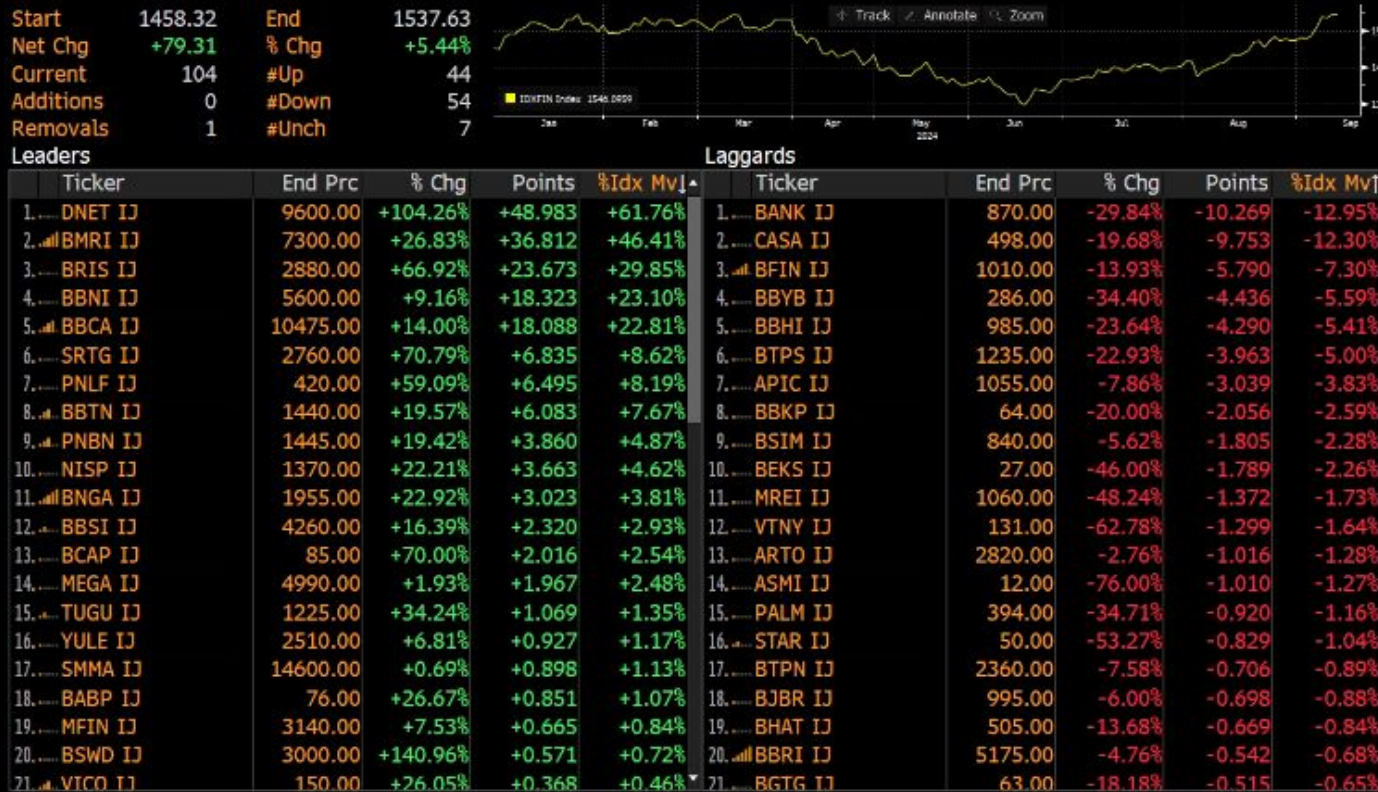 Start 1458.32 End 1537.63
Track Annotate Zoom
Net Chg +79.31 % Chg +5.44%
Current 104 #Up 44
Additions 0 #Down 54
IDXFIN Index 1546.0959
Removals 1 #Unch 7
Jan Feb Mar Apr May Jun Jul Aug Sep
2024
Leaders Laggards
Ticker End Prc % Chg Points %Idx Mv↓ Ticker End Prc % Chg Points %Idx Mv↑
1. DNET IJ 9600.00 +104.26% +48.983 +61.76% 1. BANK IJ 870.00 -29.84% -10.269 -12.95%
2. BMRI IJ 7300.00 +26.83% +36.812 +46.41% 2. CASA IJ 498.00 -19.68% -9.753 -12.30%
3. BRIS IJ 2880.00 +66.92% +23.673 +29.85% 3. BFIN IJ 1010.00 -13.93% -5.790 -7.30%
4. BBNI IJ 5600.00 +9.16% +18.323 +23.10% 4. BBYB IJ 286.00 -34.40% -4.436 -5.59%
5. BBCA IJ 10475.00 +14.00% +18.088 +22.81% 5. BBHI IJ 985.00 -23.64% -4.290 -5.41%
6. SRTG IJ 2760.00 +70.79% +6.835 +8.62% 6. BTPS IJ 1235.00 -22.93% -3.963 -5.00%
7. PNLF IJ 420.00 +59.09% +6.495 +8.19% 7. APIC IJ 1055.00 -7.86% -3.039 -3.83%
8. BBTN IJ 1440.00 +19.57% +6.083 +7.67% 8. BBKP IJ 64.00 -20.00% -2.056 -2.59%
9. PNBN IJ 1445.00 +19.42% +3.860 +4.87% 9. BSIM IJ 840.00 -5.62% -1.805 -2.28%
10. NISP IJ 1370.00 +22.21% +3.663 +4.62% 10. BEKS IJ 27.00 -46.00% -1.789 -2.26%
11. BNGA IJ 1955.00 +22.92% +3.023 +3.81% 11. MREI IJ 1060.00 -48.24% -1.372 -1.73%
12. BBSI IJ 4260.00 +16.39% +2.320 +2.93% 12. VTNY IJ 131.00 -62.78% -1.299 -1.64%
13. BCAP IJ 85.00 +70.00% +2.016 +2.54% 13. ARTO IJ 2820.00 -2.76% -1.016 -1.28%
14. MEGA IJ 4990.00 +1.93% +1.967 +2.48% 14. ASMI IJ 12.00 -76.00% -1.010 -1.27%
15. TUGU IJ 1225.00 +34.24% +1.069 +1.35% 15. PALM IJ 394.00 -34.71% -0.920 -1.16%
16. YULE IJ 2510.00 +6.81% +0.927 +1.17% 16. STAR IJ 50.00 -53.27% -0.829 -1.04%
17. SMMA IJ 14600.00 +0.69% +0.898 +1.13% 17. BTPN IJ 2360.00 -7.58% -0.706 -0.89%
18. BABP IJ 76.00 +26.67% +0.851 +1.07% 18. BJBR IJ 995.00 -6.00% -0.698 -0.88%
19. MFIN IJ 3140.00 +7.53% +0.665 +0.84% 19. BHAT IJ 505.00 -13.68% -0.669 -0.84%
20. BSWD IJ 3000.00 +140.96% +0.571 +0.72% 20. BBRI IJ 5175.00 -4.76% -0.542 -0.68%
21. VICO IJ 150.00 +26.05% +0.368 +0.46% 21. BGTG IJ 63.00 -18.18% -0.515 -0.65%